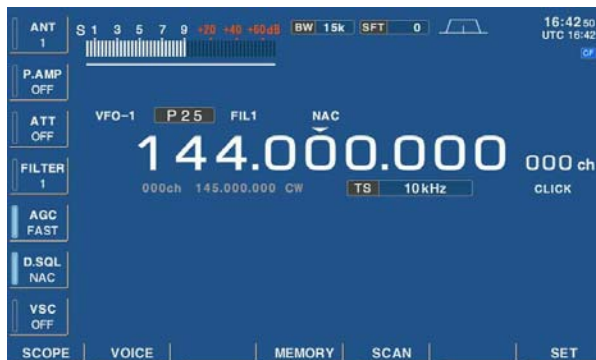 ANT
1
S 1 3 5 7 9 +20 +40 +60dB
BW 15k SFT 0
16:42 50
UTC 16:42
CF
P.AMP
OFF
ATT
OFF
VFO-1 P25 FIL1 NAC
144.000.000
000 ch
000ch 145.000.000 CW
TS 10kHz
CLICK
FILTER
1
AGC
FAST
D.SQL
NAC
VSC
OFF
SCOPE VOICE MEMORY SCAN SET